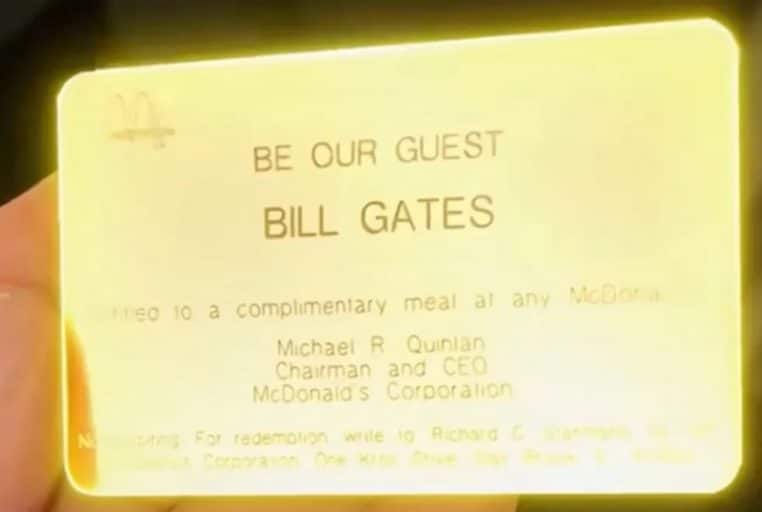 BE OUR GUEST
BILL GATES
to a complimentary meal at any
Michael R Quinlan
Chairman and CEO
McDonald's Corporation
For redemption write to Richard G
Corporation One